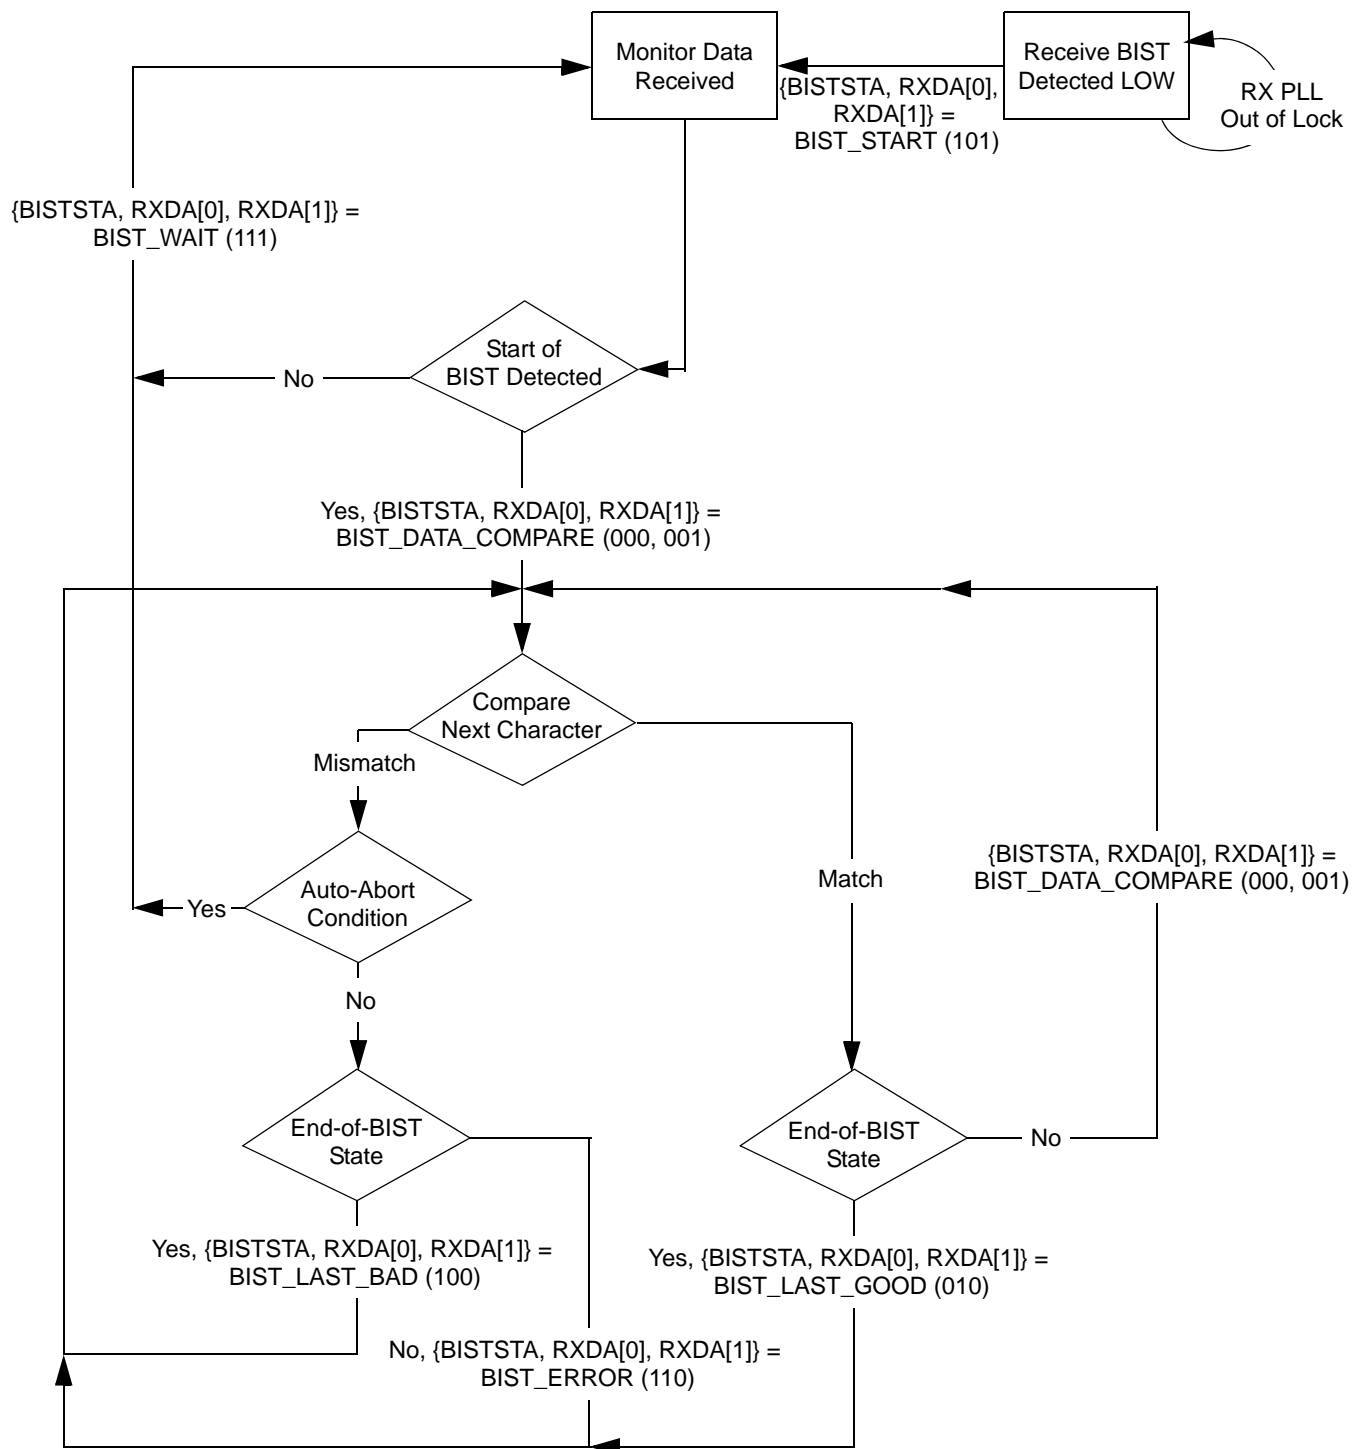 Monitor Data
Received
Receive BIST
Detected LOW
RX PLL
Out of Lock
{BISTSTA, RXDA[0],
RXDA[1]} =
BIST_START (101)
{BISTSTA, RXDA[0], RXDA[1]} =
BIST_WAIT (111)
Start of
BIST Detected
No
Yes, {BISTSTA, RXDA[0], RXDA[1]} =
BIST_DATA_COMPARE (000, 001)
Compare
Next Character
Mismatch
Match
{BISTSTA, RXDA[0], RXDA[1]} =
BIST_DATA_COMPARE (000, 001)
Auto-Abort
Condition
Yes
No
End-of-BIST
State
End-of-BIST
State
No
Yes, {BISTSTA, RXDA[0], RXDA[1]} =
BIST_LAST_BAD (100)
Yes, {BISTSTA, RXDA[0], RXDA[1]} =
BIST_LAST_GOOD (010)
No, {BISTSTA, RXDA[0], RXDA[1]} =
BIST_ERROR (110)